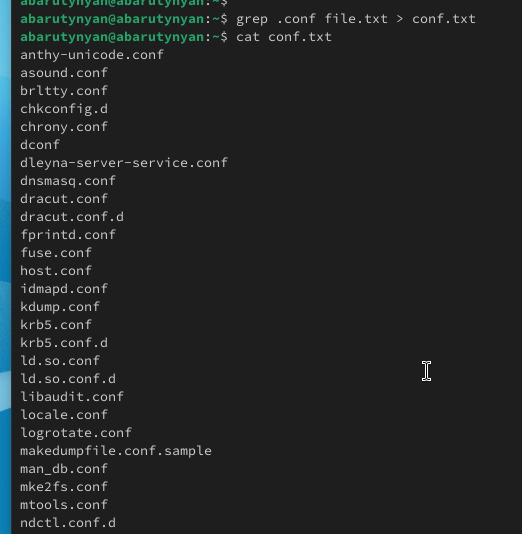 abarutynyan@abarutynyan:~$
abarutynyan@abarutynyan:~$ grep .conf file.txt > conf.txt
abarutynyan@abarutynyan:~$ cat conf.txt
anthy-unicode.conf
asound.conf
brltty.conf
chkconfig.d
chrony.conf
dconf
dleyna-server-service.conf
dnsmasq.conf
dracut.conf
dracut.conf.d
fprintd.conf
fuse.conf
host.conf
idmapd.conf
kdump.conf
krb5.conf
krb5.conf.d
ld.so.conf
ld.so.conf.d
libaudit.conf
locale.conf
logrotate.conf
makedumpfile.conf.sample
man_db.conf
mke2fs.conf
mtools.conf
ndctl.conf.d